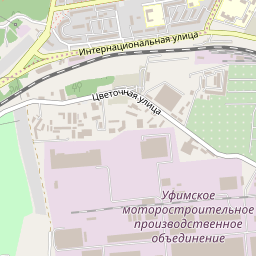 Интернациональная улица
Цветочная улица
Уфимское
моторостроительное
производственное
объединение